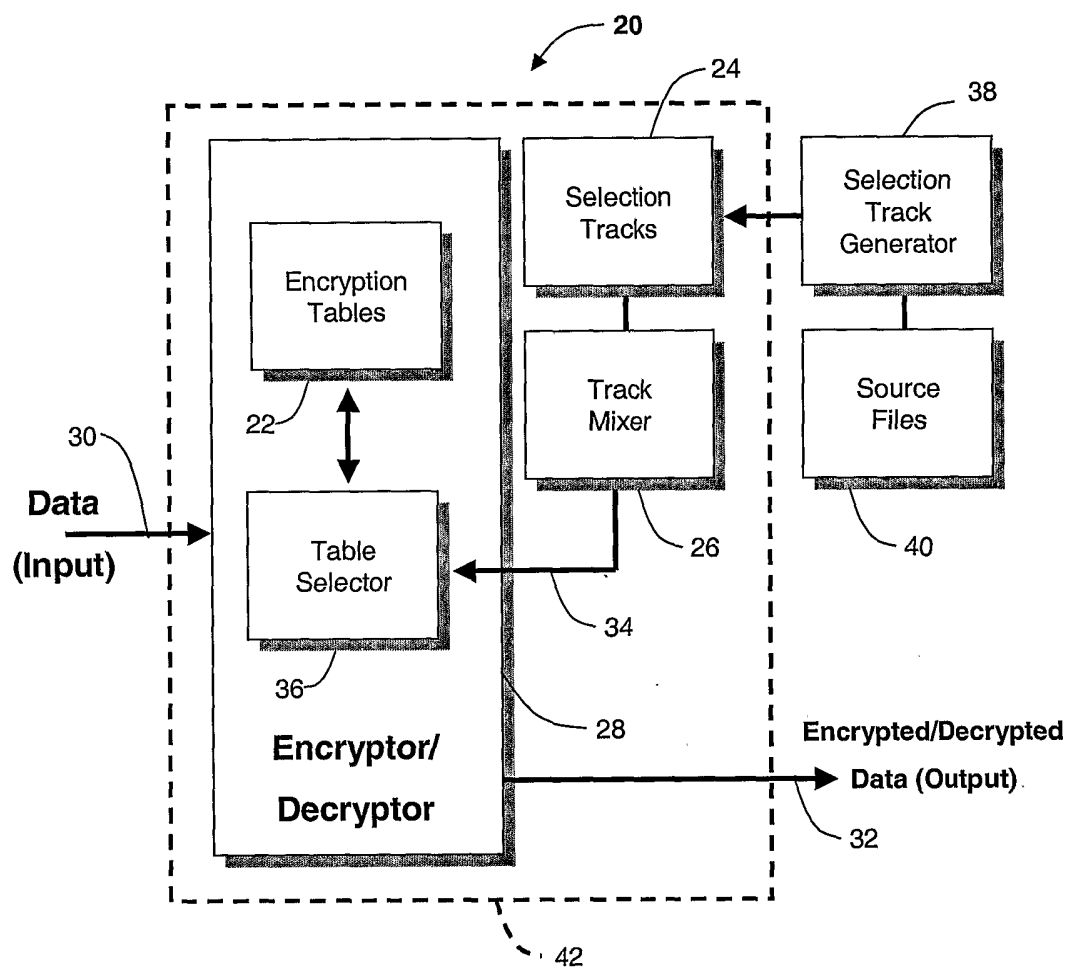 20
24
38
Selection
Tracks
Selection
Track
Generator
Encryption
Tables
Track
Mixer
Source
Files
22
30
Data
(Input)
26
40
Table
Selector
34
36
28
Encryptor/
Decryptor
Encrypted/Decrypted
Data (Output)
32
42